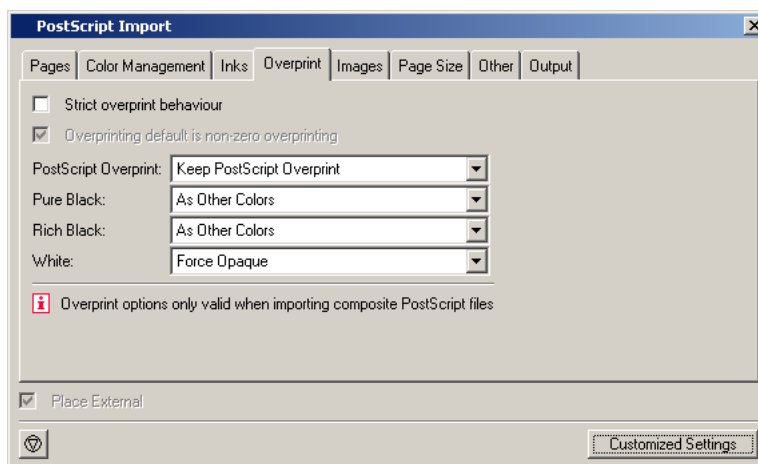 PostScript Import
Pages Color Management Inks Overprint Images Page Size Other Output
Strict overprint behaviour
Overprinting default is non-zero overprinting
PostScript Overprint: Keep PostScript Overprint
Pure Black: As Other Colors
Rich Black: As Other Colors
White: Force Opaque
Overprint options only valid when importing composite PostScript files
Place External
Customized Settings